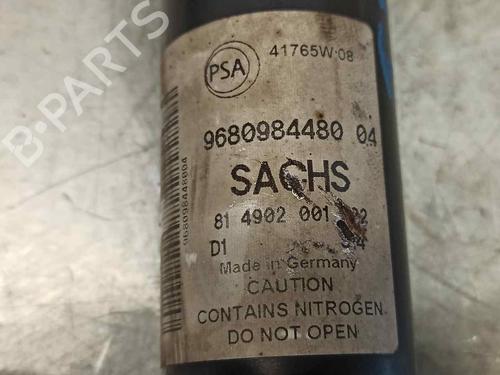 B-PARTS
PSA
41765W-08
9680984480 04
SACHS
81 4902 001
D1
Made in Germany
CAUTION
CONTAINS NITROGEN
DO NOT OPEN
968098448004